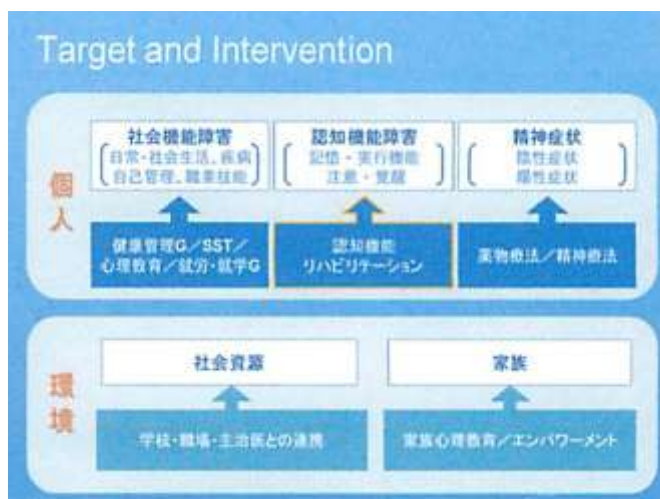 Target and Intervention
個人
社会機能障害
日常・社会生活、疾病
自己管理、職業技能
認知機能障害
記憶・実行機能
注意・覚醒
精神症状
陰性症状
陽性症状
健康管理G/SST/
心理教育/就労・就学G
認知機能
リハビリテーション
薬物療法/精神療法
環境
社会資源
家族
学校・職場・主治医との連携
家族心理教育/エンパワーメント